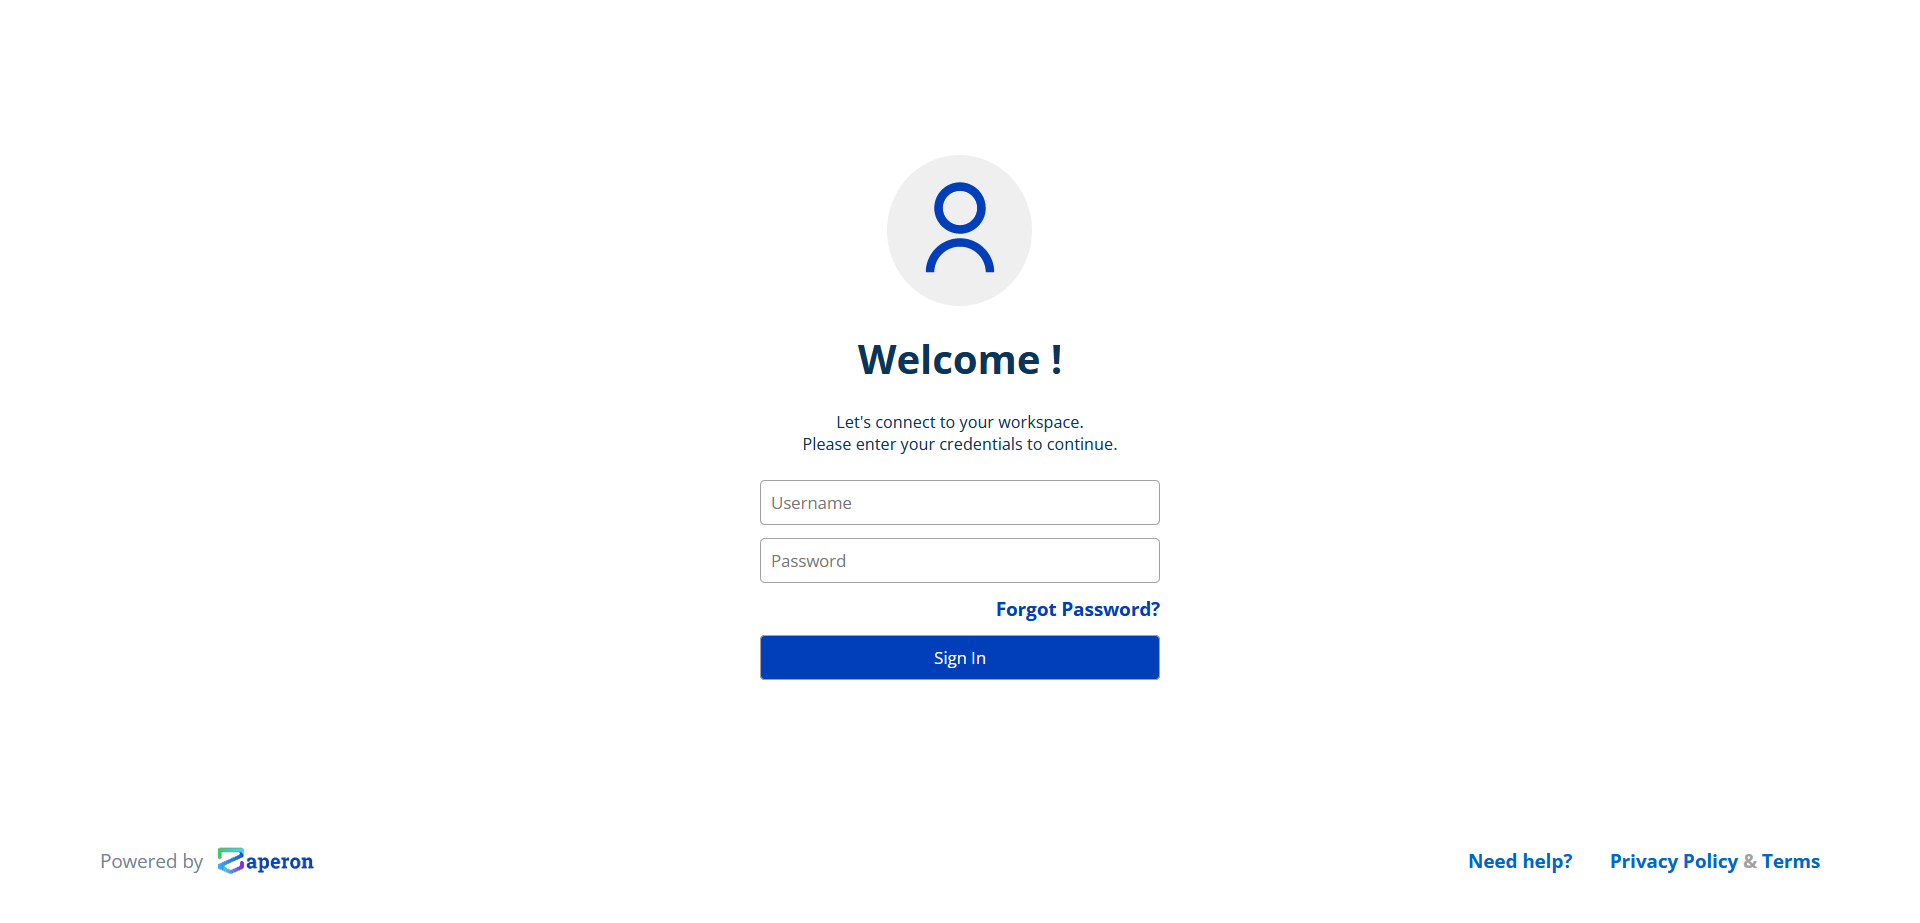 Welcome !
Let's connect to your workspace.
Please enter your credentials to continue.
Username
Password
Forgot Password?
Sign In
Powered by Zaperon
Need help? Privacy Policy & Terms